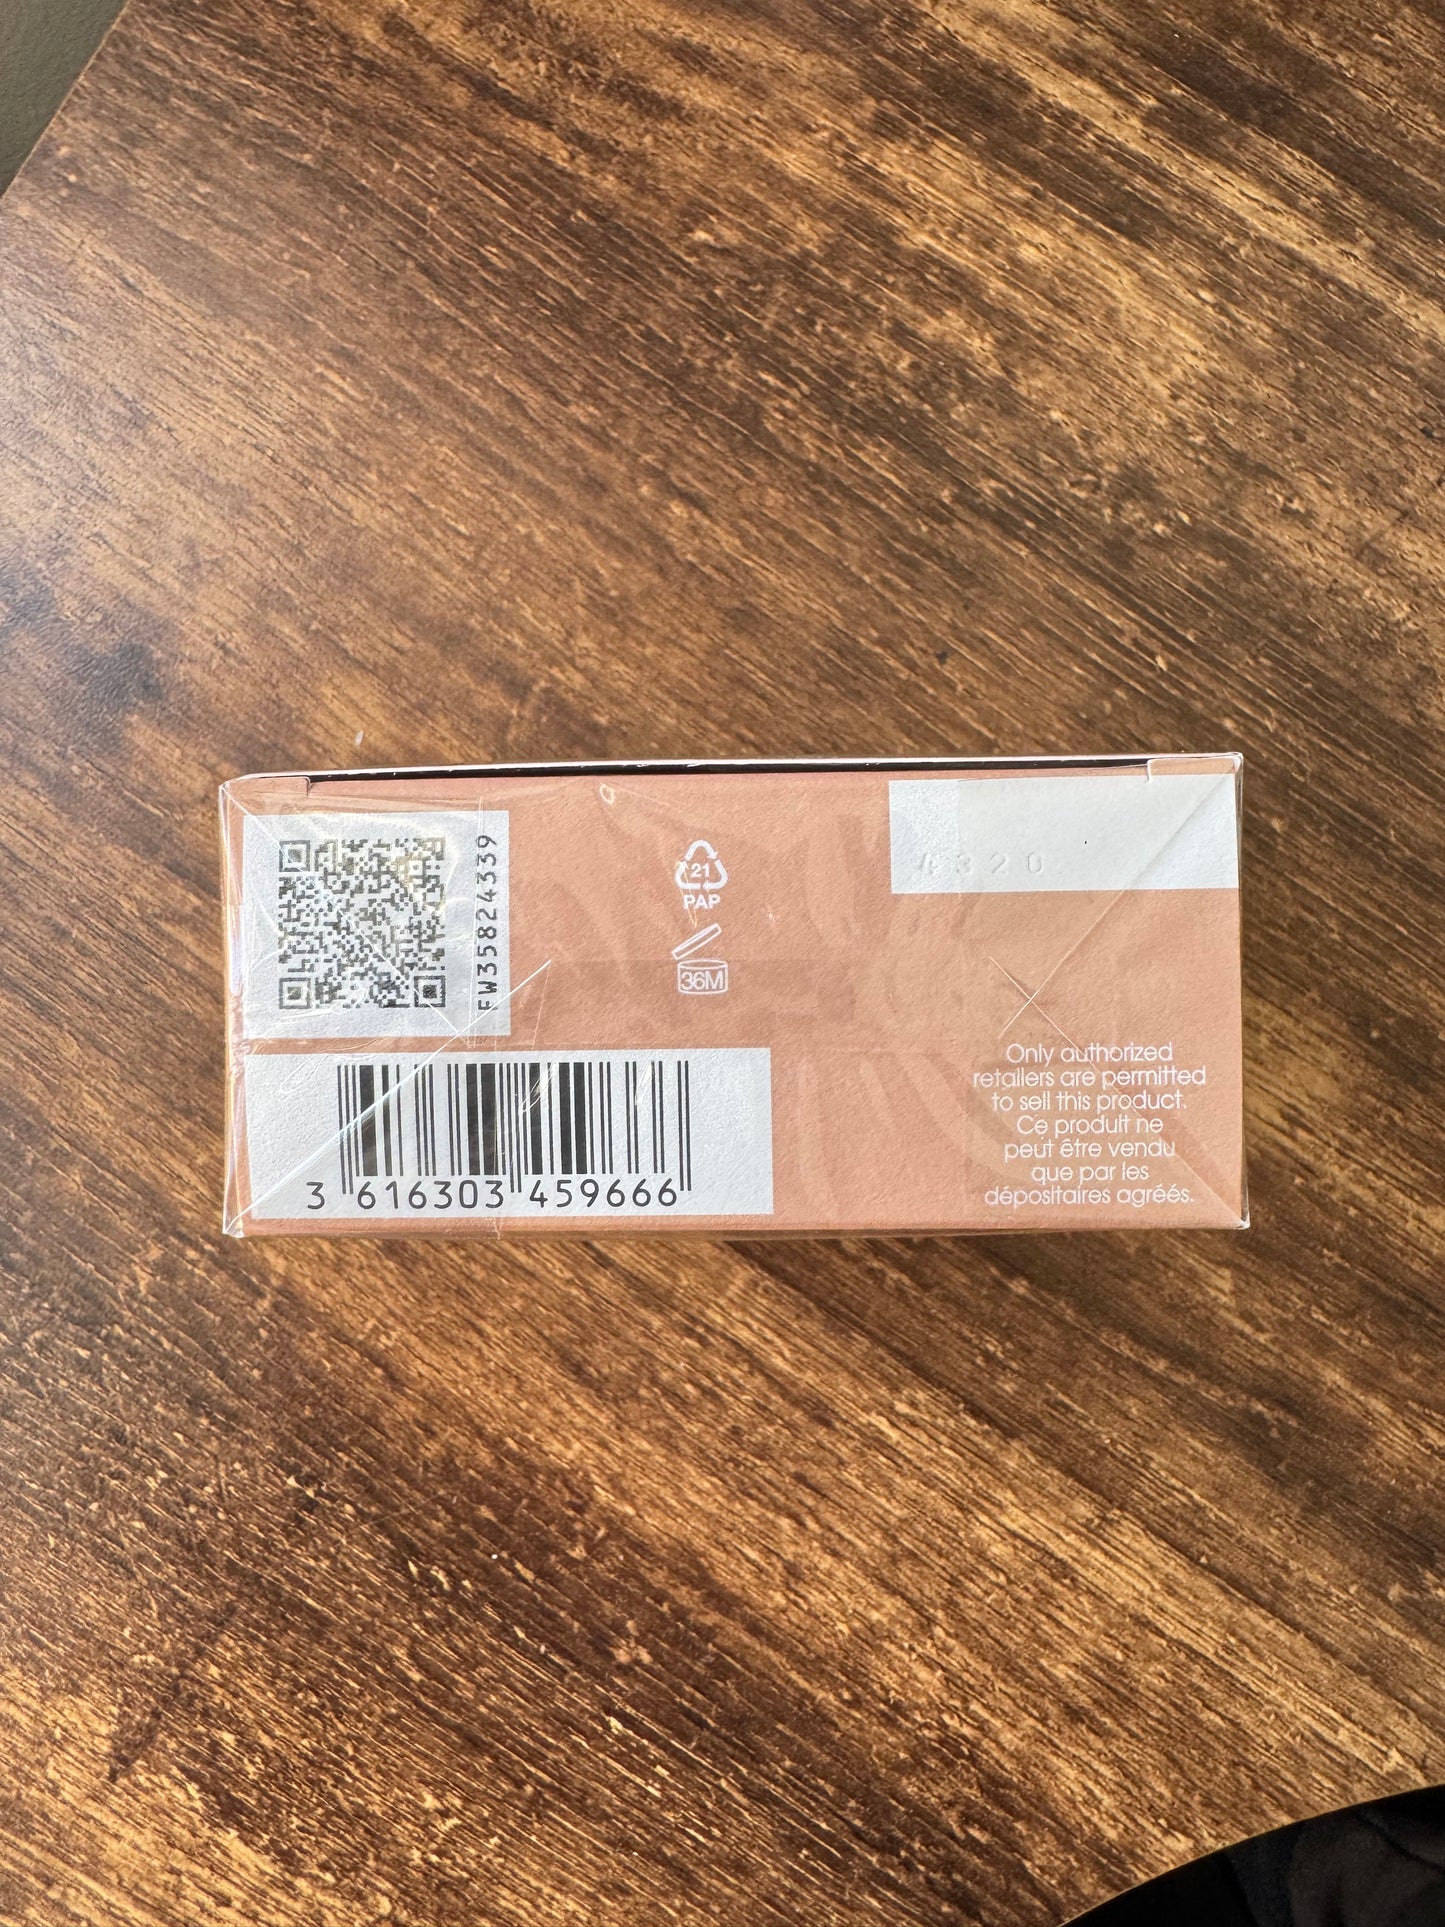 FW35824339
21
PAP
36M
4320
3 616303 459666
Only authorized
retailers are permitted
to sell this product.
Ce produit ne
peut être vendu
que par les
dépositaires agréés.